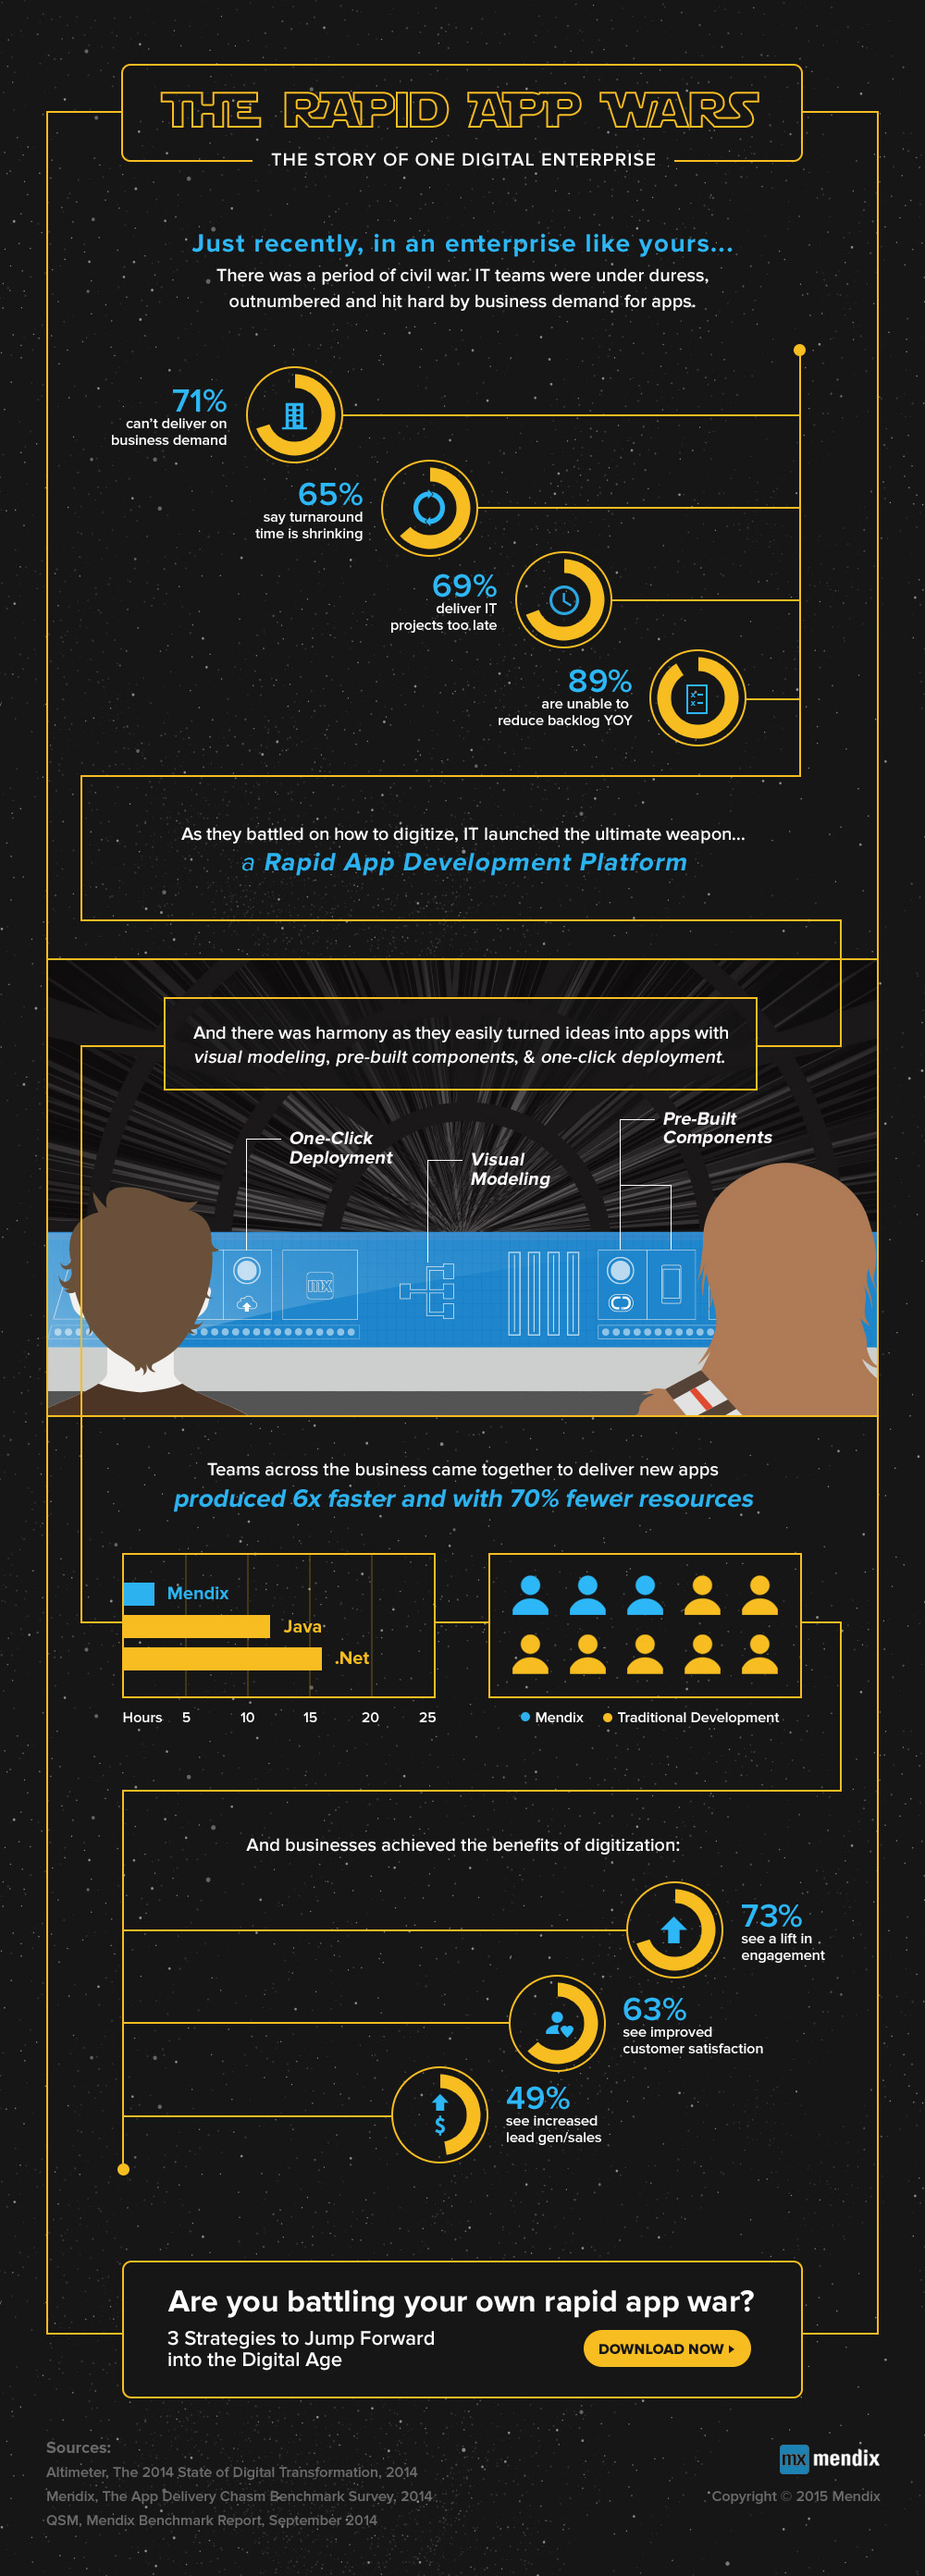 THE RAPID APP WARS
THE STORY OF ONE DIGITAL ENTERPRISE
Just recently, in an enterprise like yours...
There was a period of civil war. IT teams were under duress,
outnumbered and hit hard by business demand for apps.
71%
can't deliver on
business demand
65%
say turnaround
time is shrinking
69%
deliver IT
projects too late
89%
are unable to
reduce backlog YOY
As they battled on how to digitize, IT launched the ultimate weapon...
a Rapid App Development Platform
And there was harmony as they easily turned ideas into apps with
visual modeling, pre-built components, & one-click deployment.
One-Click
Deployment
Visual
Modeling
Pre-Built
Components
mx
Teams across the business came together to deliver new apps
produced 6x faster and with 70% fewer resources
Mendix
Java
.Net
Hours 5 10 15 20 25
Mendix Traditional Development
And businesses achieved the benefits of digitization:
73%
see a lift in
engagement
63%
see improved
customer satisfaction
$
49%
see increased
lead gen/sales
Are you battling your own rapid app war?
3 Strategies to Jump Forward
into the Digital Age
DOWNLOAD NOW
Sources:
Altimeter, The 2014 State of Digital Transformation, 2014
Mendix, The App Delivery Chasm Benchmark Survey, 2014
QSM, Mendix Benchmark Report, September 2014
mx mendix
Copyright © 2015 Mendix